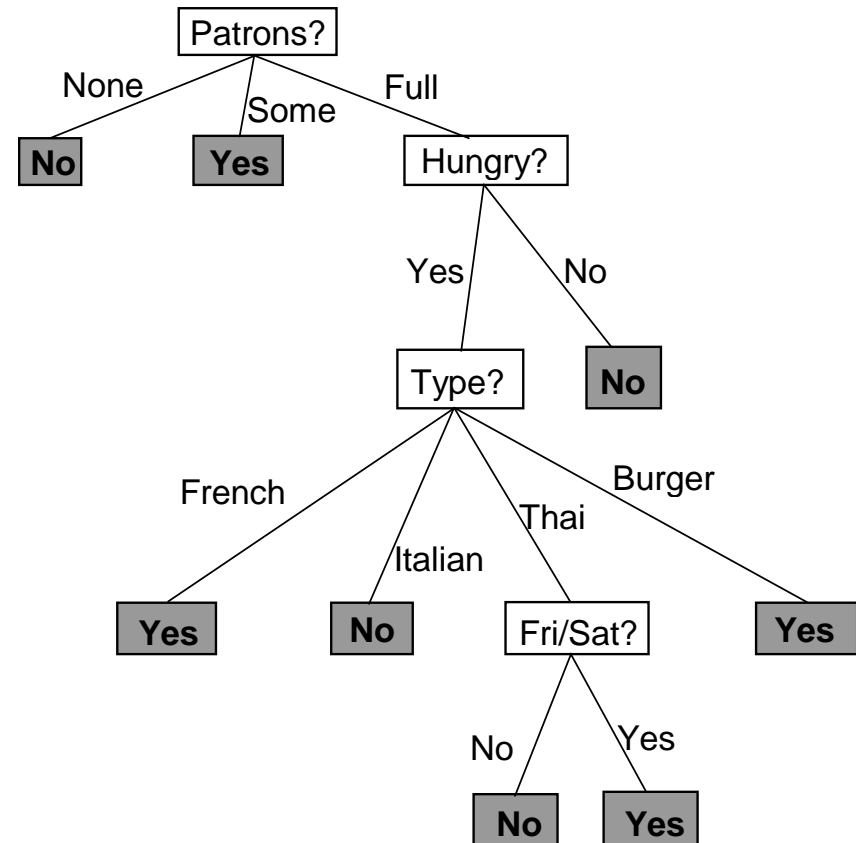 Patrons?
None
Some
Full
No
Yes
Hungry?
Yes
No
Type?
No
French
Italian
Thai
Burger
Yes
No
Fri/Sat?
Yes
No
Yes
No
Yes